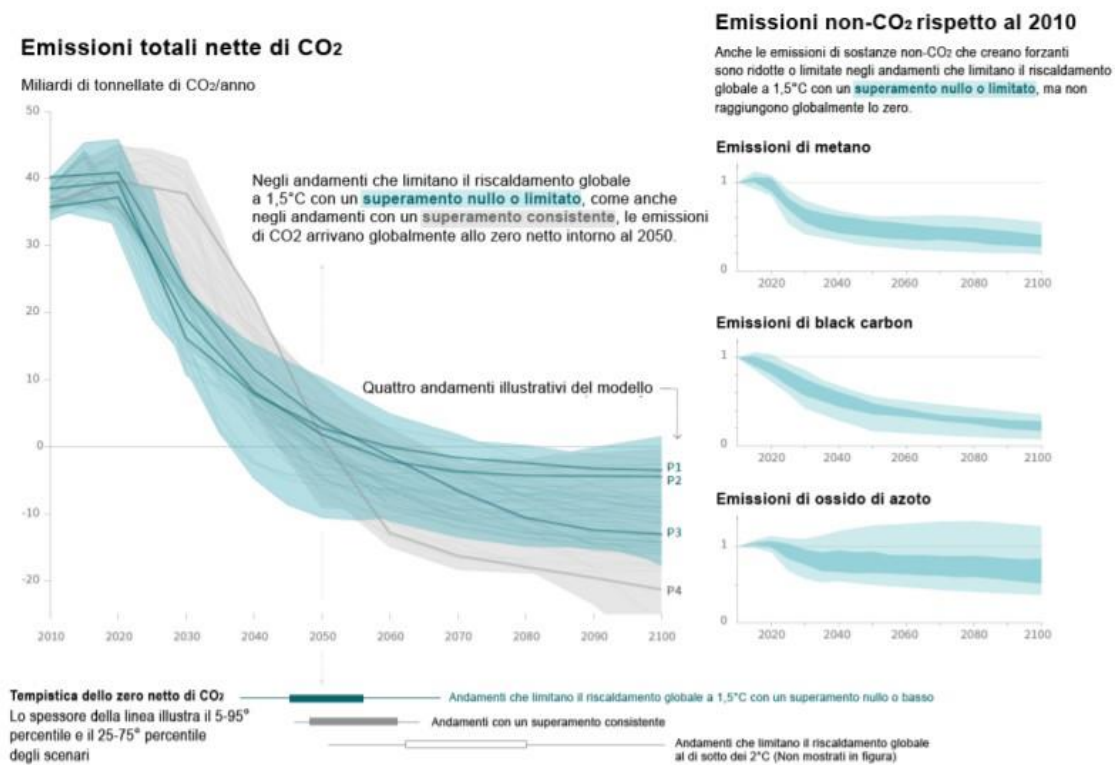 Emissioni totali nette di CO2
Miliardi di tonnellate di CO2/anno
50
40
30
20
10
0
-10
-20
Negli andamenti che limitano il riscaldamento globale
a 1,5°C con un superamento nullo o limitato, come anche
negli andamenti con un superamento consistente, le emissioni
di CO2 arrivano globalmente allo zero netto intorno al 2050.
Quattro andamenti illustrativi del modello
P1
P2
P3
P4
2010 2020 2030 2040 2050 2060 2070 2080 2090 2100
Emissioni non-CO2 rispetto al 2010
Anche le emissioni di sostanze non-CO2 che creano forzanti
sono ridotte o limitate negli andamenti che limitano il riscaldamento
globale a 1,5°C con un superamento nullo o limitato, ma non
raggiungono globalmente lo zero.
Emissioni di metano
1
0
2020 2040 2060 2080 2100
Emissioni di black carbon
1
0
2020 2040 2060 2080 2100
Emissioni di ossido di azoto
1
0
2020 2040 2060 2080 2100
Tempistica dello zero netto di CO2
Lo spessore della linea illustra il 5-95°
percentile e il 25-75° percentile
degli scenari
Andamenti che limitano il riscaldamento globale a 1,5°C con un superamento nullo o basso
Andamenti con un superamento consistente
Andamenti che limitano il riscaldamento globale
al di sotto dei 2°C (Non mostrati in figura)